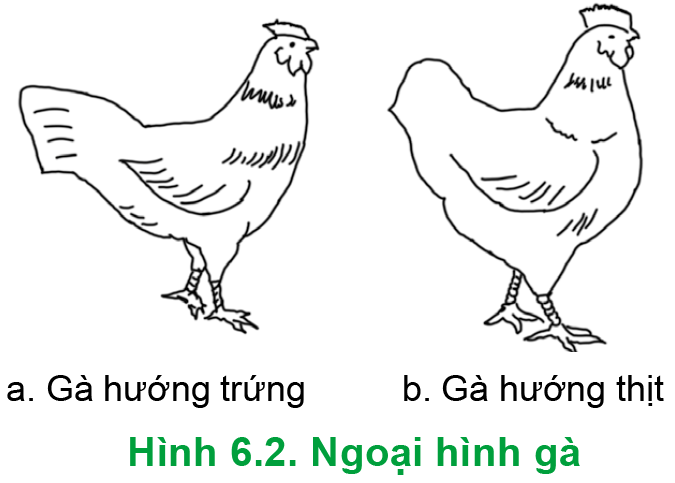 a. Gà hướng trứng
b. Gà hướng thịt
Hình 6.2. Ngoại hình gà